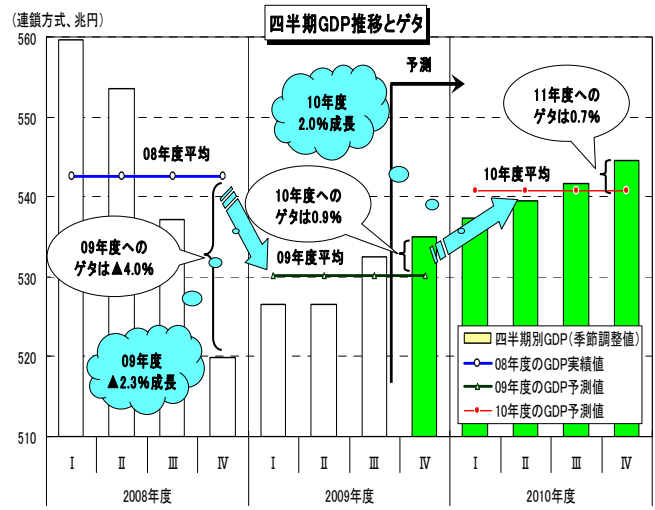 (連鎖方式、兆円)
四半期GDP推移とゲタ
560
550
540
530
520
510
予測
10年度
2.0%成長
11年度への
ゲタは0.7%
08年度平均
10年度平均
10年度への
ゲタは0.9%
09年度への
ゲタは▲4.0%
09年度平均
09年度
▲2.3%成長
四半期別GDP(季節調整値)
08年度のGDP実績値
09年度のGDP予測値
10年度のGDP予測値
Ⅰ Ⅱ Ⅲ Ⅳ Ⅰ Ⅱ Ⅲ Ⅳ Ⅰ Ⅱ Ⅲ Ⅳ
2008年度 2009年度 2010年度